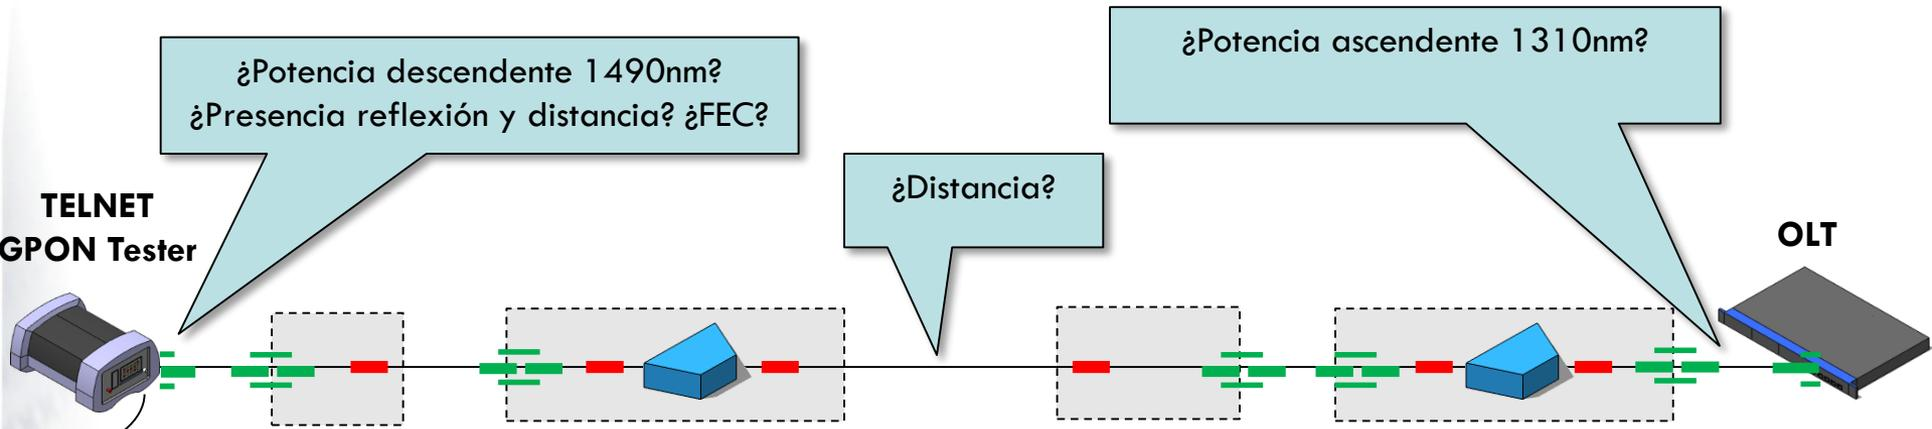 ¿Potencia descendente 1490nm?
¿Presencia reflexión y distancia? ¿FEC?
¿Potencia ascendente 1310nm?
¿Distancia?
TELNET
GPON Tester
OLT